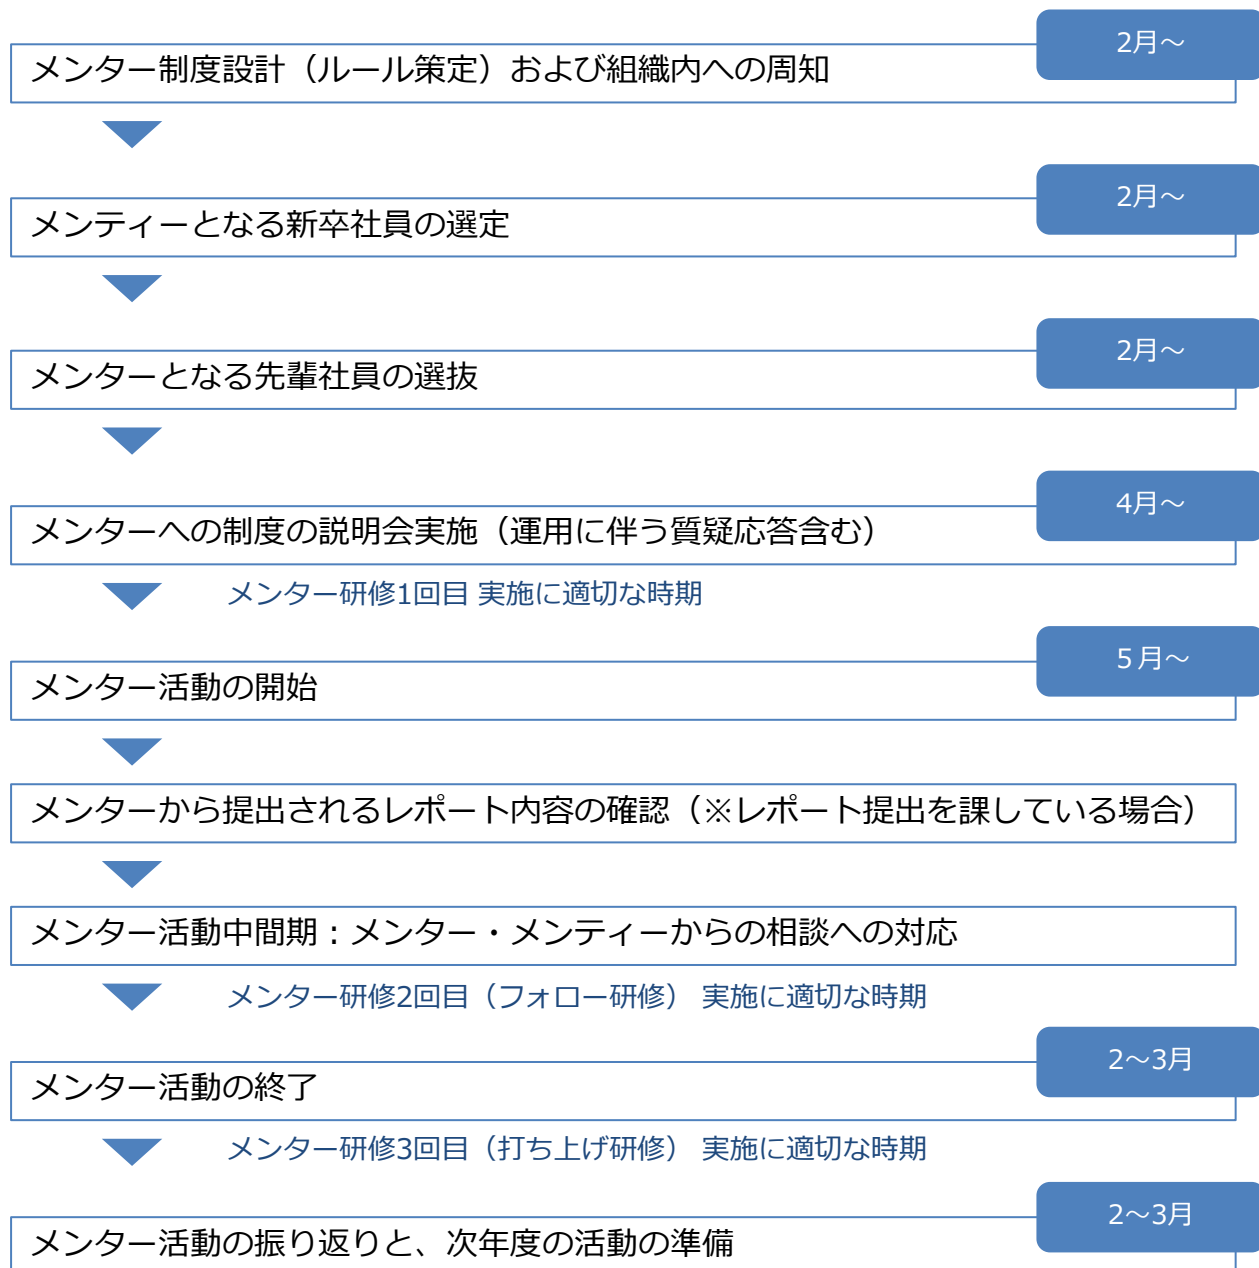 2月～
メンター制度設計（ルール策定）および組織内への周知
2月～
メンティーとなる新卒社員の選定
2月～
メンターとなる先輩社員の選抜
4月～
メンターへの制度の説明会実施（運用に伴う質疑応答含む）
メンター研修1回目 実施に適切な時期
５月～
メンター活動の開始
メンターから提出されるレポート内容の確認（※レポート提出を課している場合）
メンター活動中間期：メンター・メンティーからの相談への対応
メンター研修2回目（フォロー研修） 実施に適切な時期
2～3月
メンター活動の終了
メンター研修3回目（打ち上げ研修） 実施に適切な時期
2～3月
メンター活動の振り返りと、次年度の活動の準備